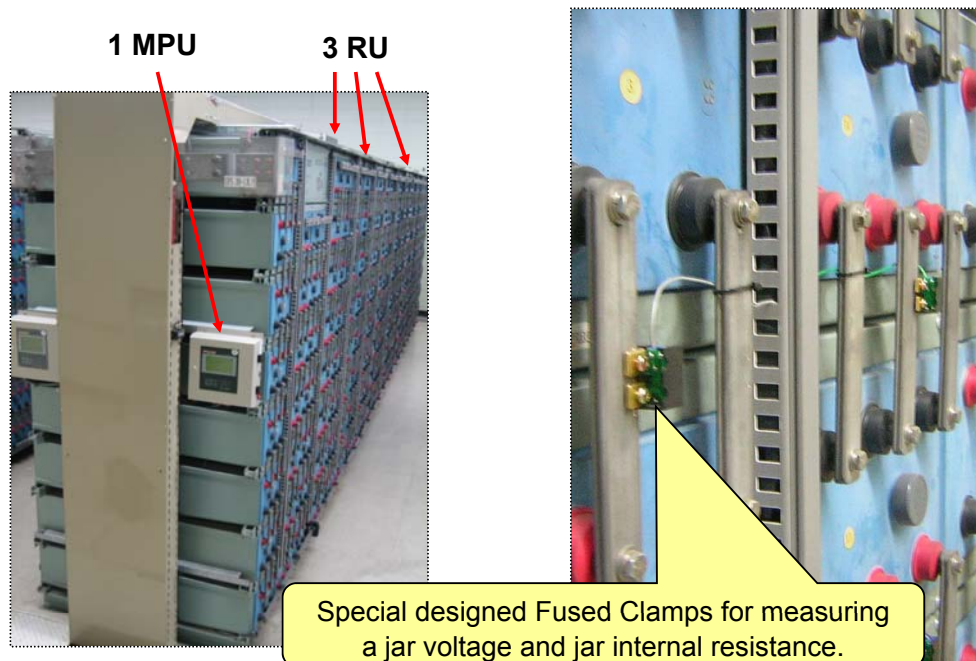 1 MPU
3 RU
Special designed Fused Clamps for measuring
a jar voltage and jar internal resistance.